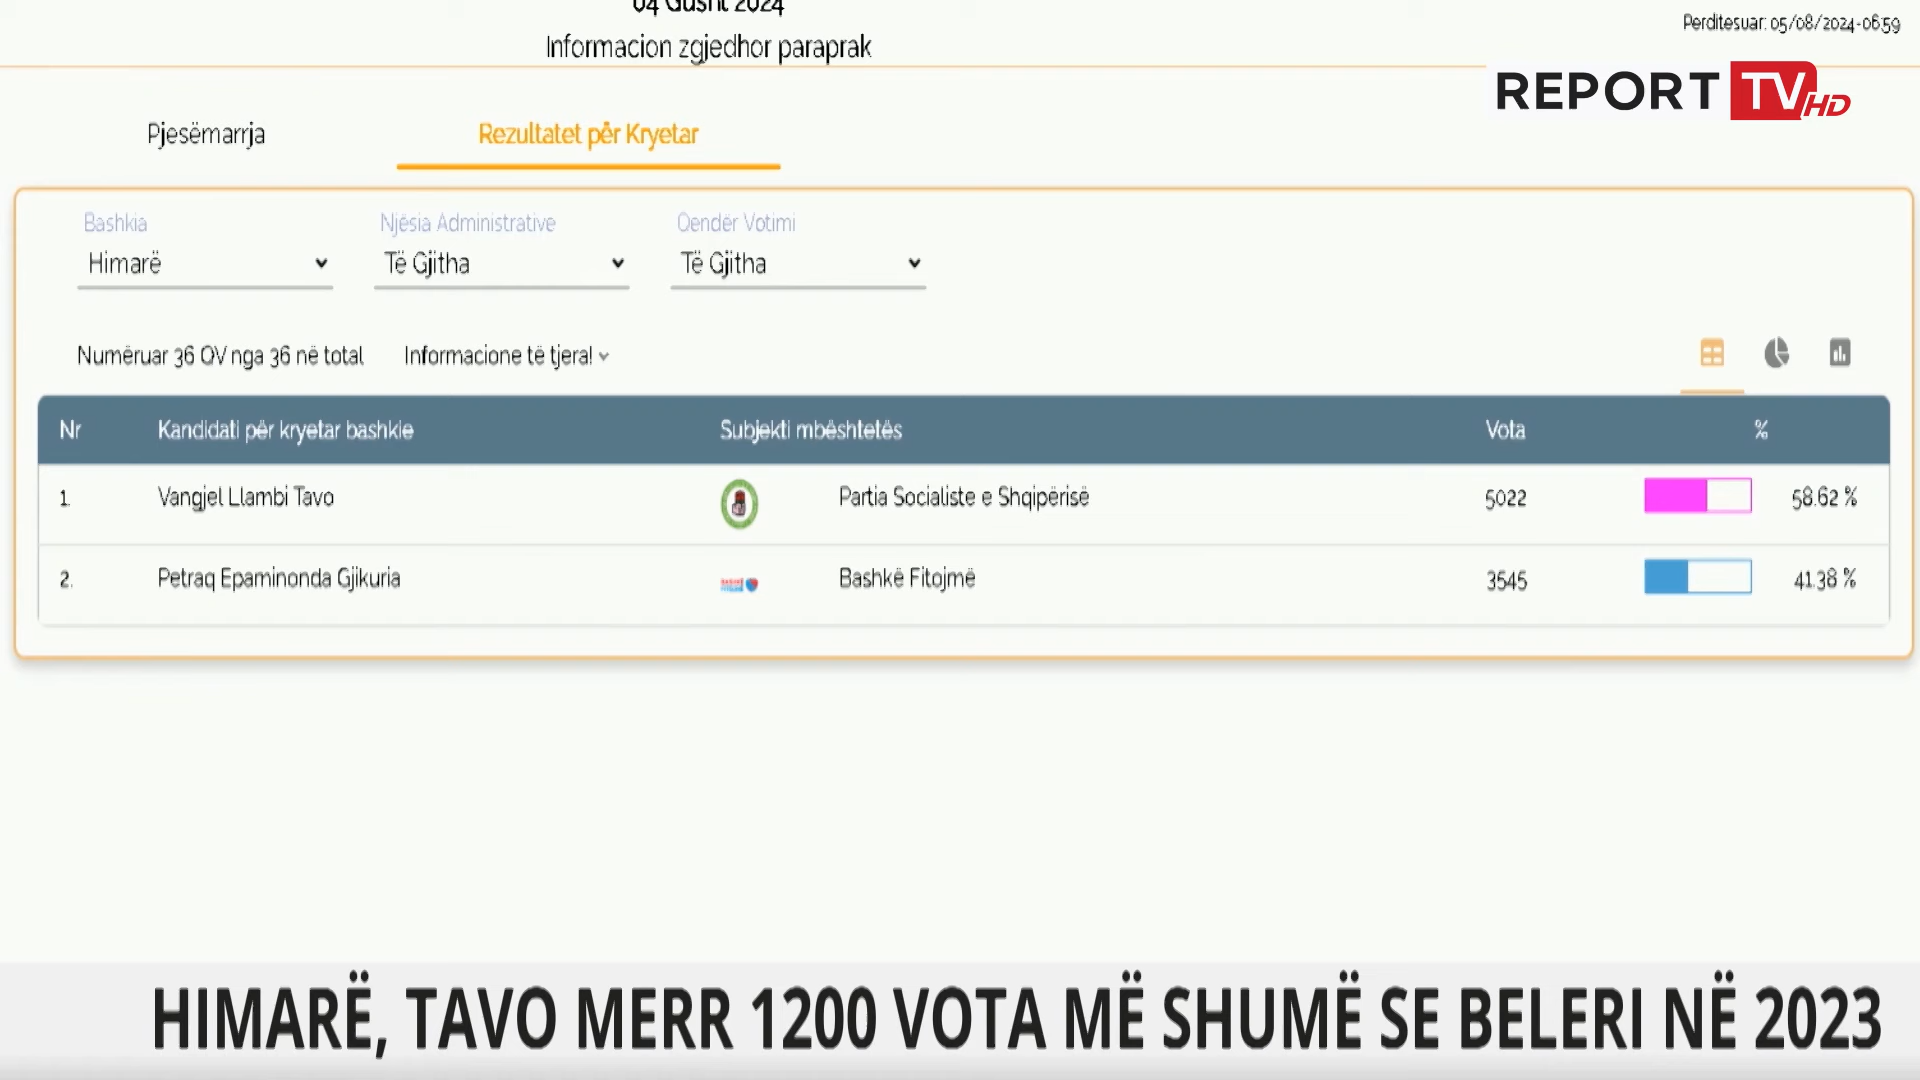 04 Gusht 2024
Informacion zgjedhor paraprak
Perditesuar: 05/08/2024-06:59
REPORT TV HD
Pjesëmarrja
Rezultatet për Kryetar
Bashkia
Njësia Administrative
Qendër Votimi
Himarë
Të Gjitha
Të Gjitha
Numëruar 36 QV nga 36 në total
Informacione të tjera!
Nr Kandidati për kryetar bashkie Subjekti mbështetës Vota %
1. Vangjel Llambi Tavo Partia Socialiste e Shqipërisë 5022 58.62 %
2. Petraq Epaminonda Gjikuria Bashkë Fitojmë 3545 41.38 %
HIMARË, TAVO MERR 1200 VOTA MË SHUMË SE BELERI NË 2023